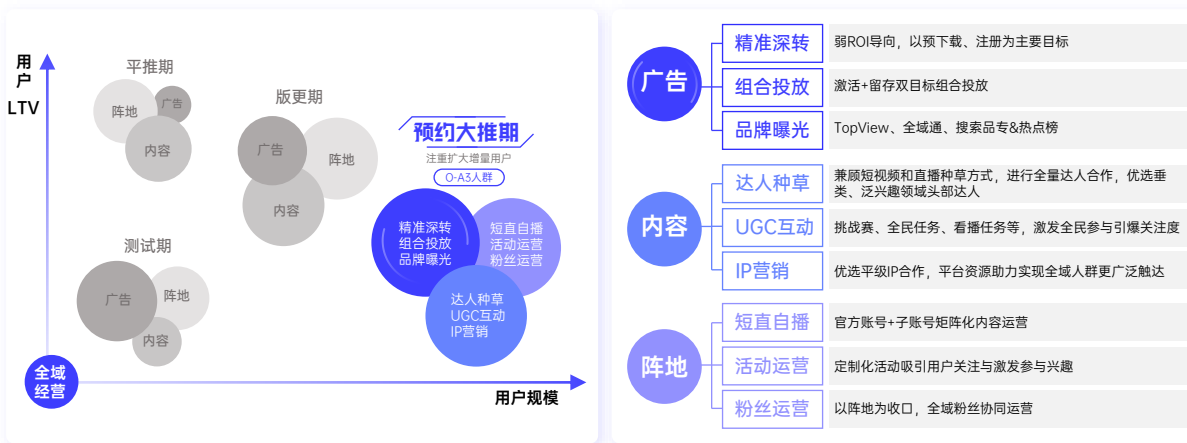 用
户
LTV
平推期
阵地
广告
内容
版更期
广告
阵地
内容
预约大推期
注重扩大增量用户
O-A3人群
精准深转
组合投放
品牌曝光
短直自播
活动运营
粉丝运营
达人种草
UGC互动
IP营销
测试期
广告
阵地
内容
全域
经营
用户规模
广告
精准深转
弱ROI导向，以预下载、注册为主要目标
组合投放
激活+留存双目标组合投放
品牌曝光
TopView、全域通、搜索品专&热点榜
内容
达人种草
兼顾短视频和直播种草方式，进行全量达人合作，优选垂
类、泛兴趣领域头部达人
UGC互动
挑战赛、全民任务、看播任务等，激发全民参与引爆关注度
IP营销
优选平级IP合作，平台资源助力实现全域人群更广泛触达
阵地
短直自播
官方账号+子账号矩阵化内容运营
活动运营
定制化活动吸引用户关注与激发参与兴趣
粉丝运营
以阵地为收口，全域粉丝协同运营